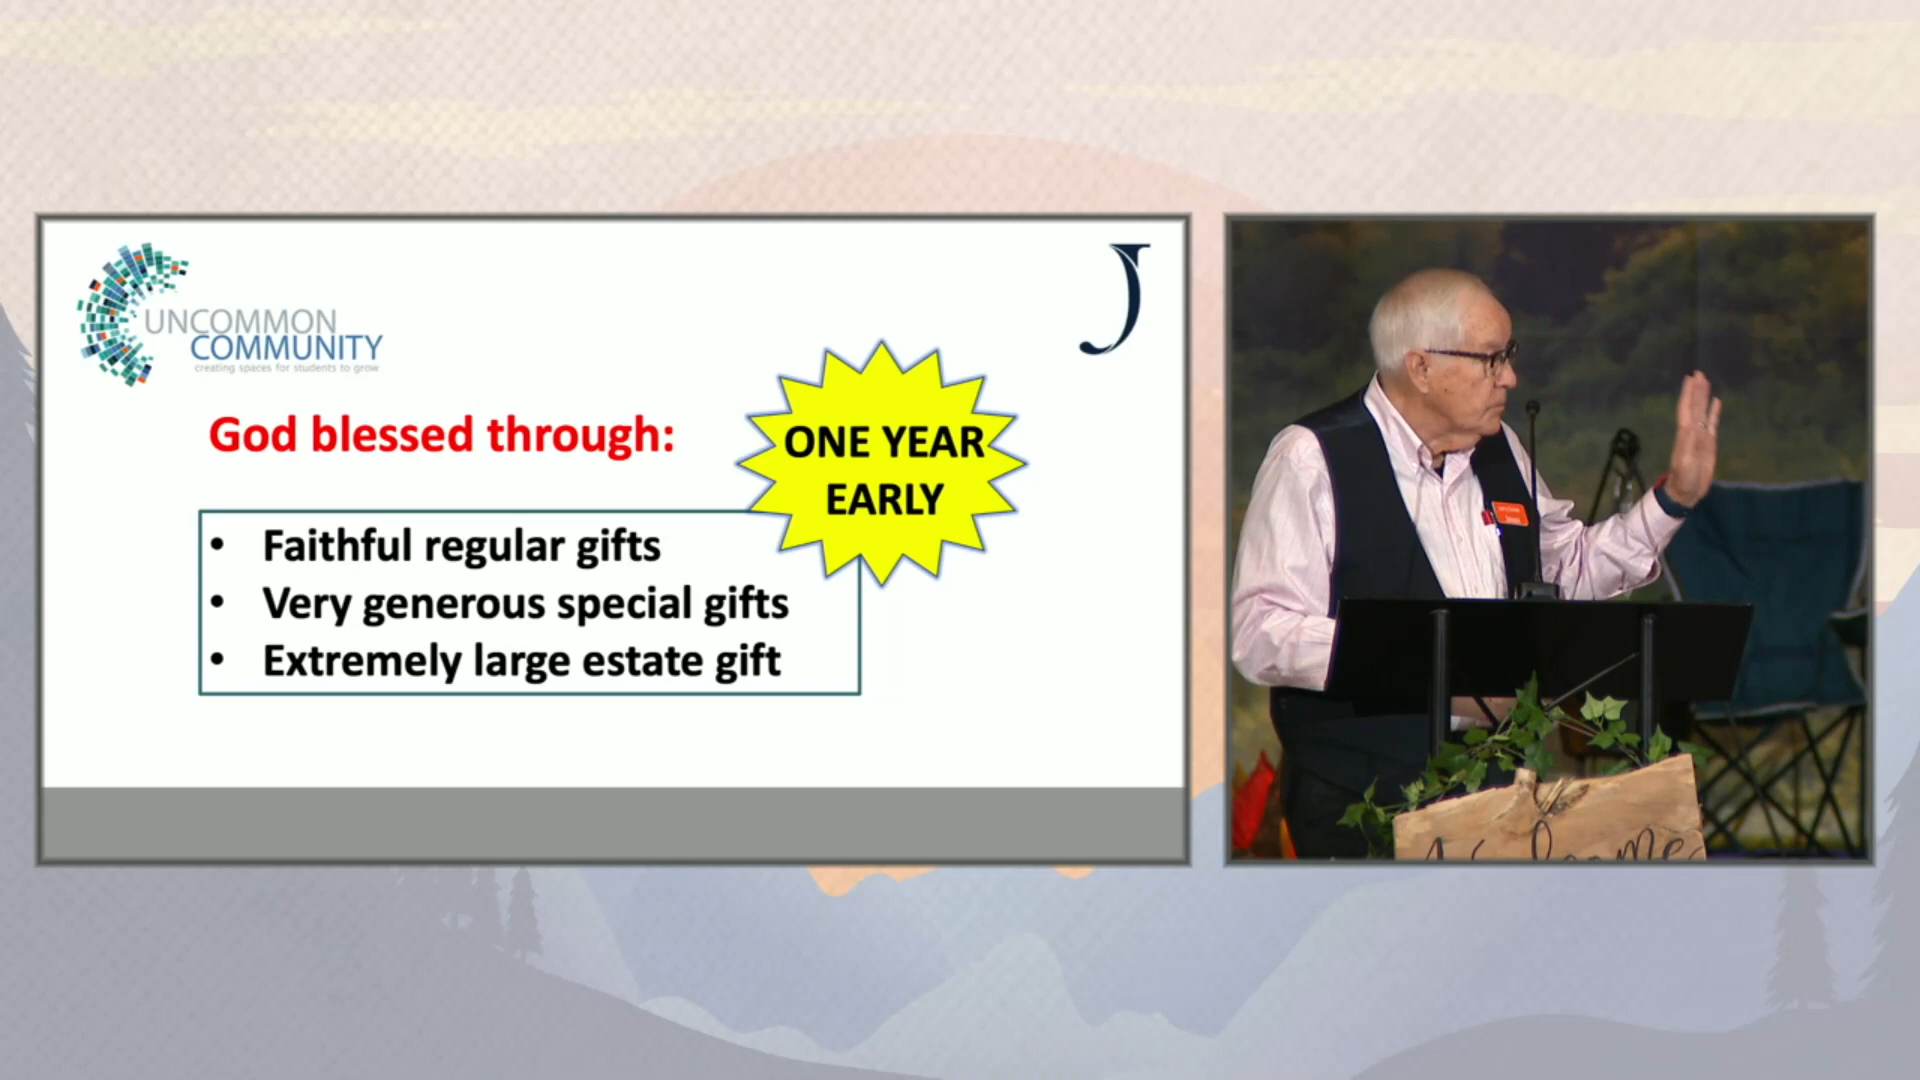 UNCOMMON
COMMUNITY
creating spaces for students to grow
J
God blessed through:
ONE YEAR
EARLY
• Faithful regular gifts
• Very generous special gifts
• Extremely large estate gift
Welcome